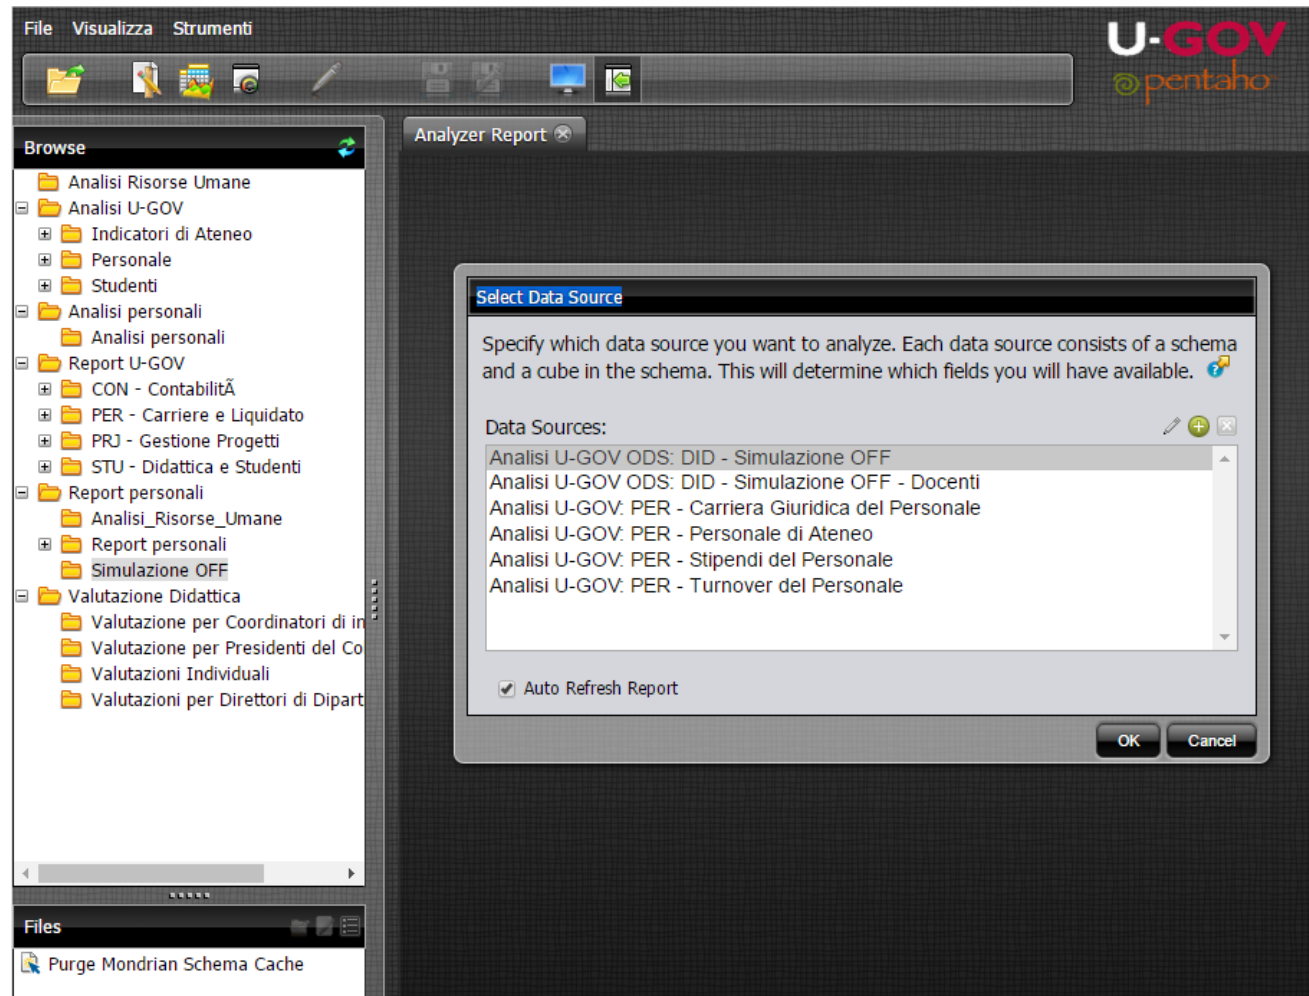 File Visualizza Strumenti
U-GOV
pentaho
Browse
Analisi Risorse Umane
Analisi U-GOV
Indicatori di Ateneo
Personale
Studenti
Analisi personali
Analisi personali
Report U-GOV
CON - ContabilitÃ
PER - Carriere e Liquidato
PRJ - Gestione Progetti
STU - Didattica e Studenti
Report personali
Analisi_Risorse_Umane
Report personali
Simulazione OFF
Valutazione Didattica
Valutazione per Coordinatori di in
Valutazione per Presidenti del Co
Valutazioni Individuali
Valutazioni per Direttori di Dipart
Files
Purge Mondrian Schema Cache
Analyzer Report
Select Data Source
Specify which data source you want to analyze. Each data source consists of a schema
and a cube in the schema. This will determine which fields you will have available.
Data Sources:
Analisi U-GOV ODS: DID - Simulazione OFF
Analisi U-GOV ODS: DID - Simulazione OFF - Docenti
Analisi U-GOV: PER - Carriera Giuridica del Personale
Analisi U-GOV: PER - Personale di Ateneo
Analisi U-GOV: PER - Stipendi del Personale
Analisi U-GOV: PER - Turnover del Personale
Auto Refresh Report
OK Cancel